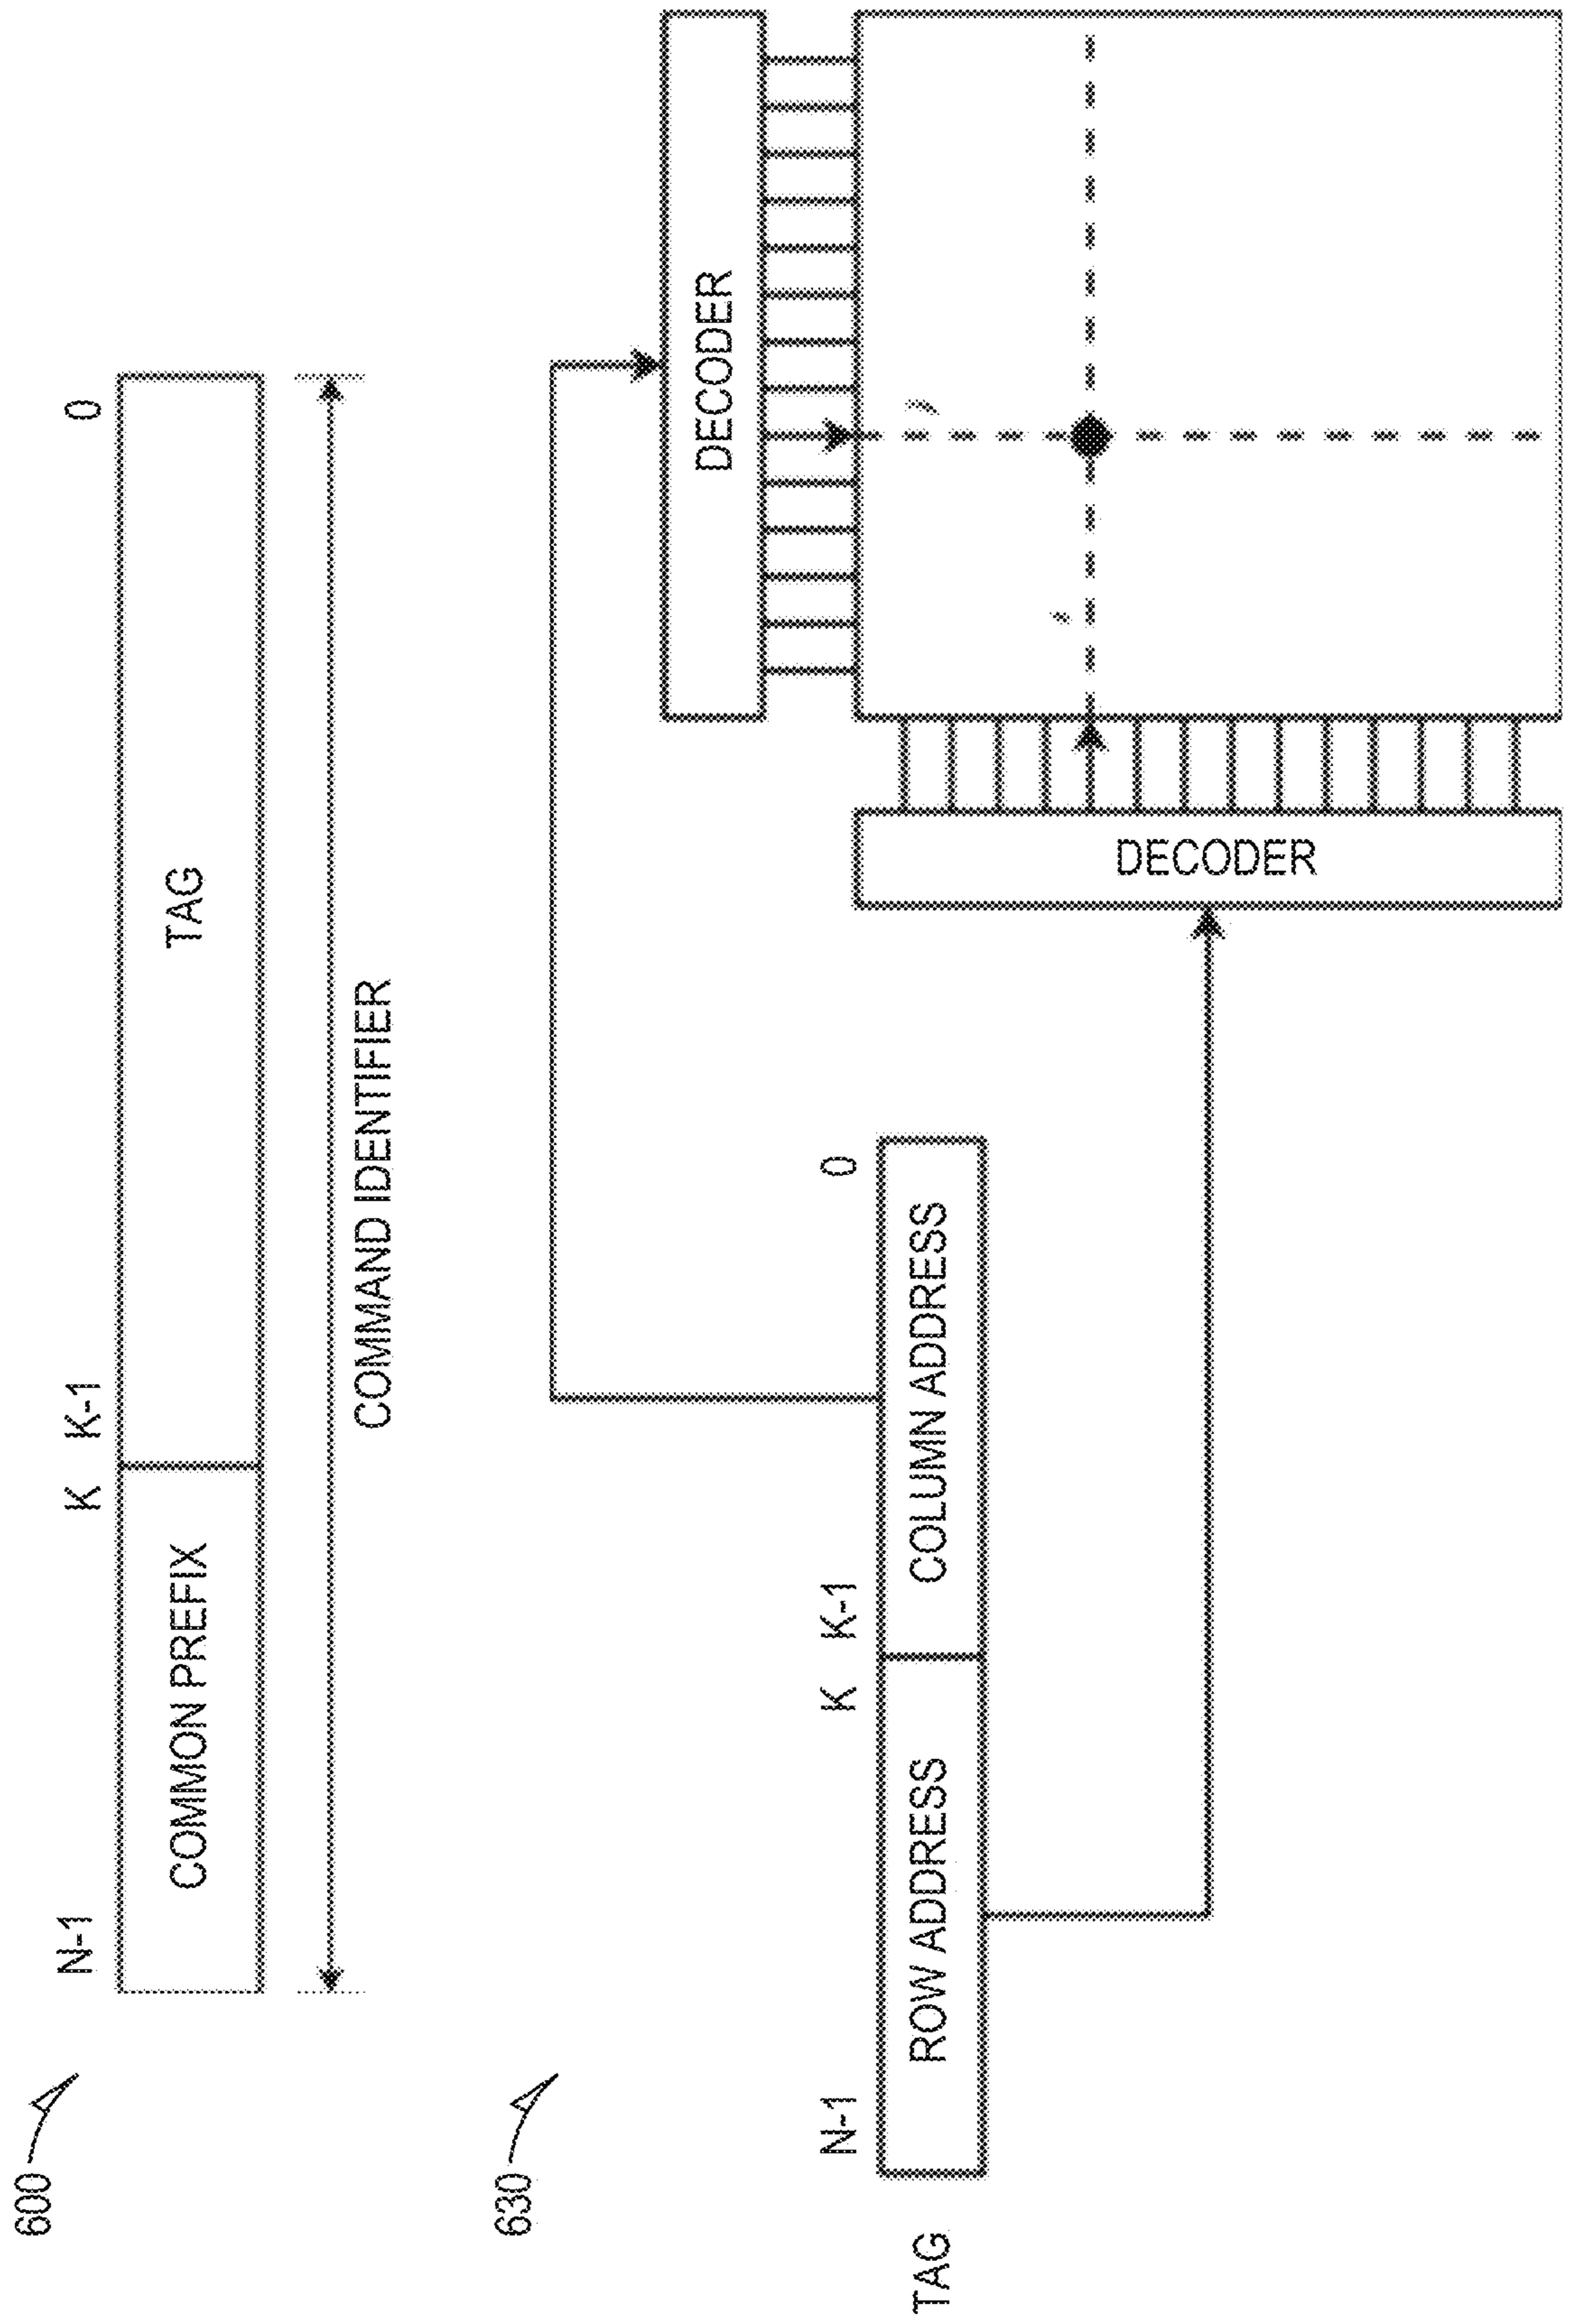 600
N-1 K K-1 0
COMMON PREFIX TAG
COMMAND IDENTIFIER
630
DECODER
N-1 K K-1 0
TAG ROW ADDRESS COLUMN ADDRESS
DECODER